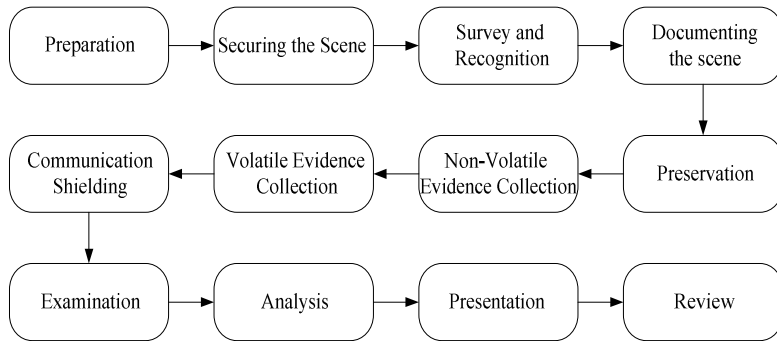 Preparation
Securing the Scene
Survey and
Recognition
Documenting
the scene
Preservation
Non-Volatile
Evidence Collection
Volatile Evidence
Collection
Communication
Shielding
Examination
Analysis
Presentation
Review